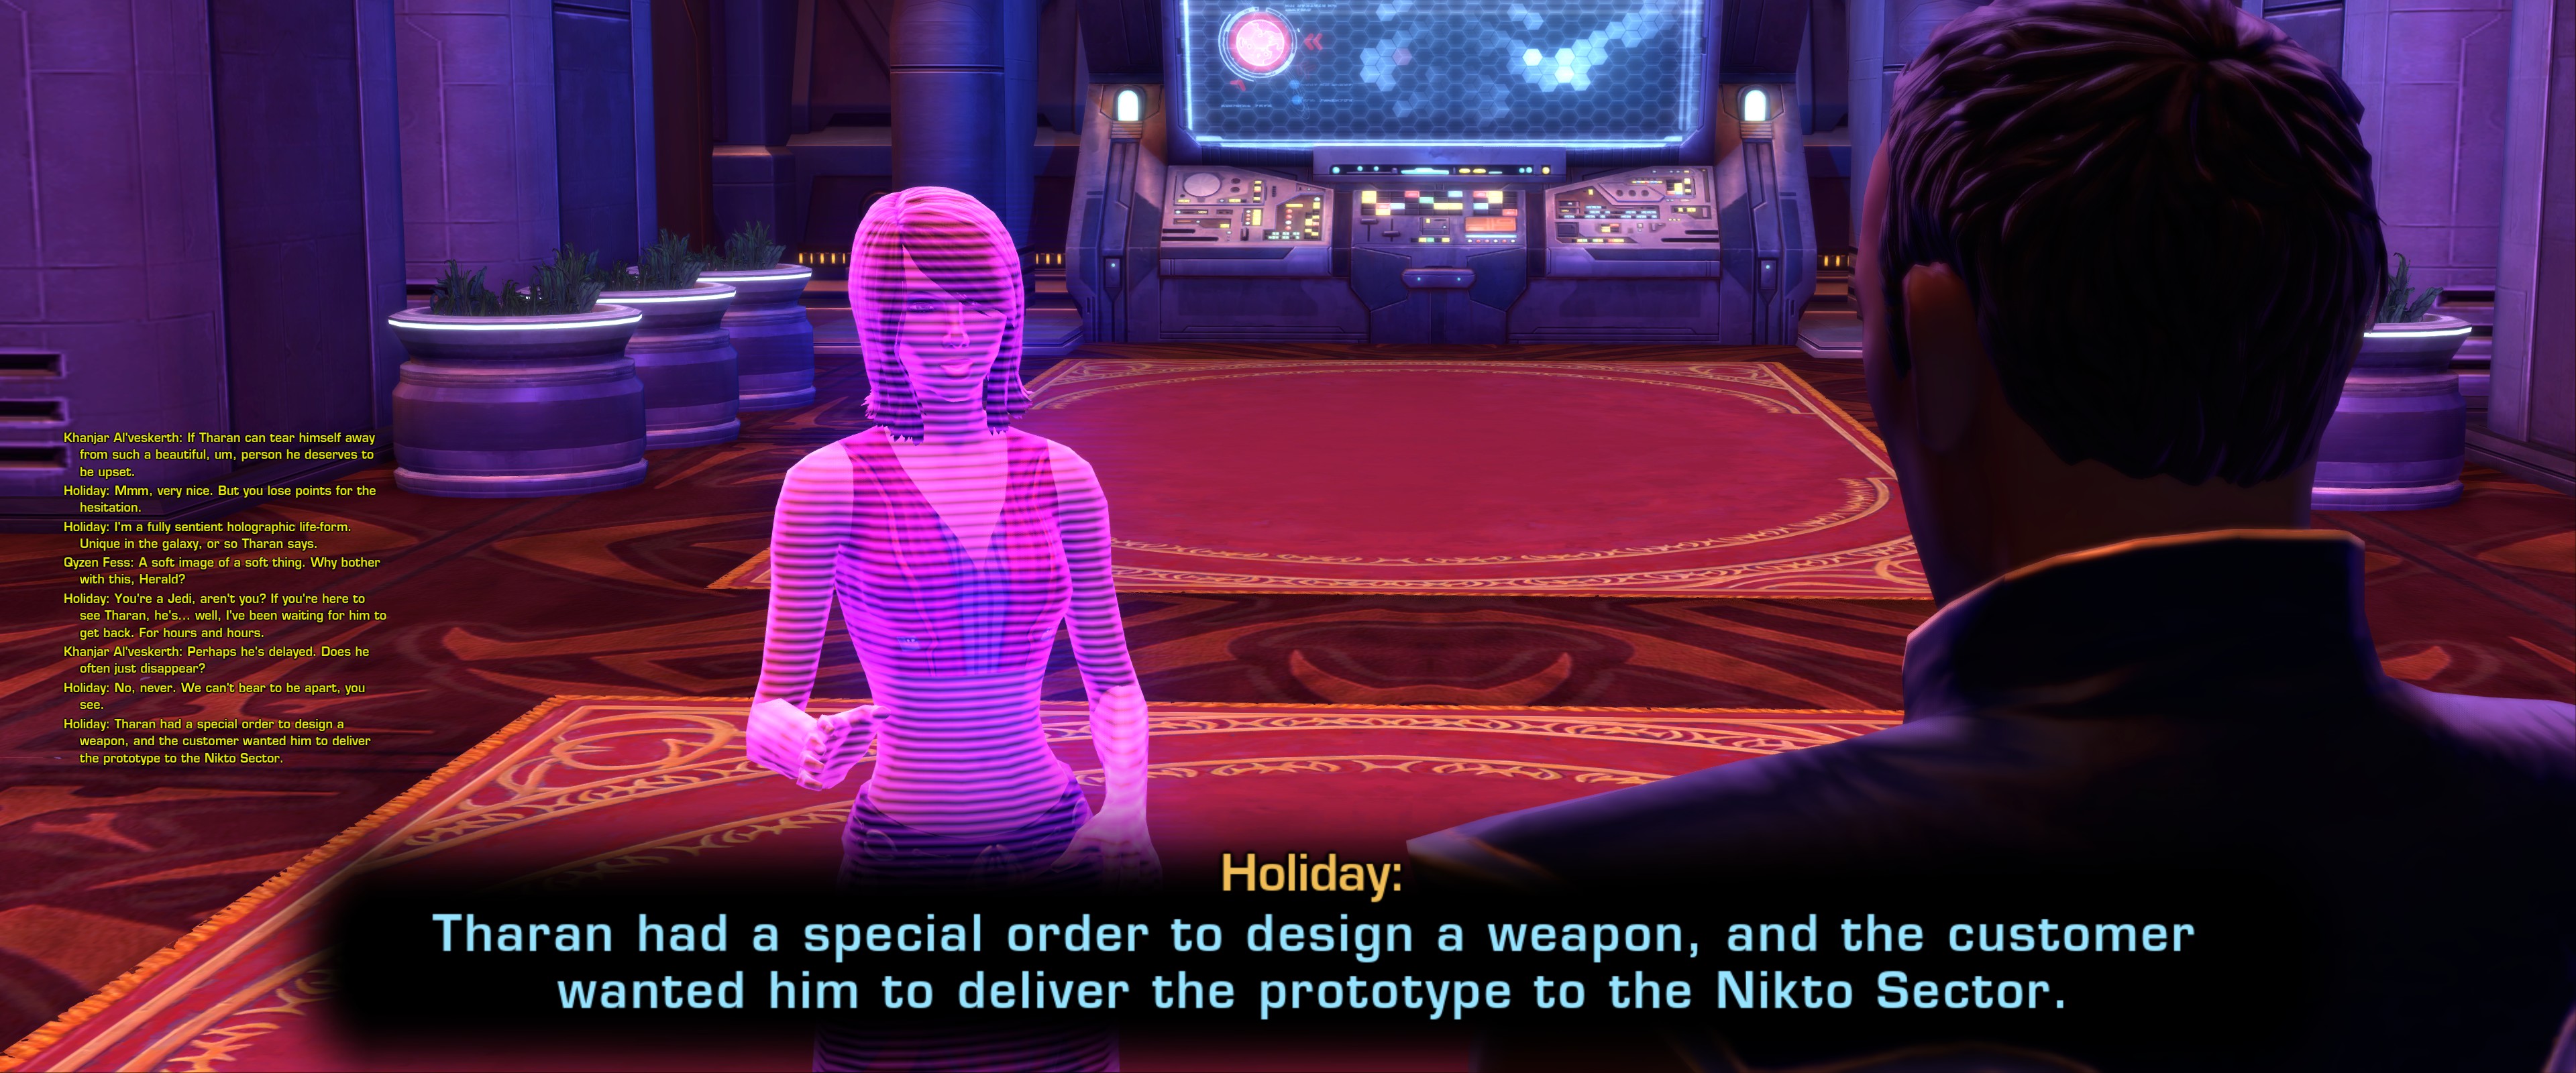 Khanjar Al'veskerth: If Tharan can tear himself away
from such a beautiful, um, person he deserves to
be upset.
Holiday: Mmm, very nice. But you lose points for the
hesitation.
Holiday: I'm a fully sentient holographic life-form.
Unique in the galaxy, or so Tharan says.
Qyzen Fess: A soft image of a soft thing. Why bother
with this, Herald?
Holiday: You're a Jedi, aren't you? If you're here to
see Tharan, he's... well, I've been waiting for him to
get back. For hours and hours.
Khanjar Al'veskerth: Perhaps he's delayed. Does he
often just disappear?
Holiday: No, never. We can't bear to be apart, you
see.
Holiday: Tharan had a special order to design a
weapon, and the customer wanted him to deliver
the prototype to the Nikto Sector.
Holiday:
Tharan had a special order to design a weapon, and the customer
wanted him to deliver the prototype to the Nikto Sector.